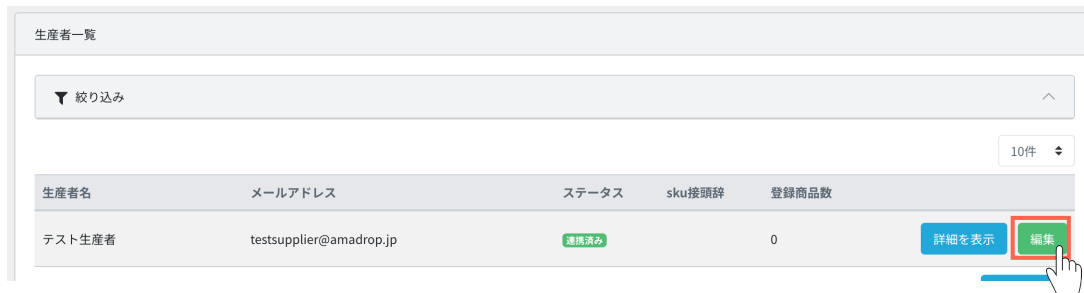 生産者一覧
絞り込み
10件
生産者名 メールアドレス ステータス sku接頭辞 登録商品数
テスト生産者 testsupplier@amadrop.jp 連携済み 0 詳細を表示 編集